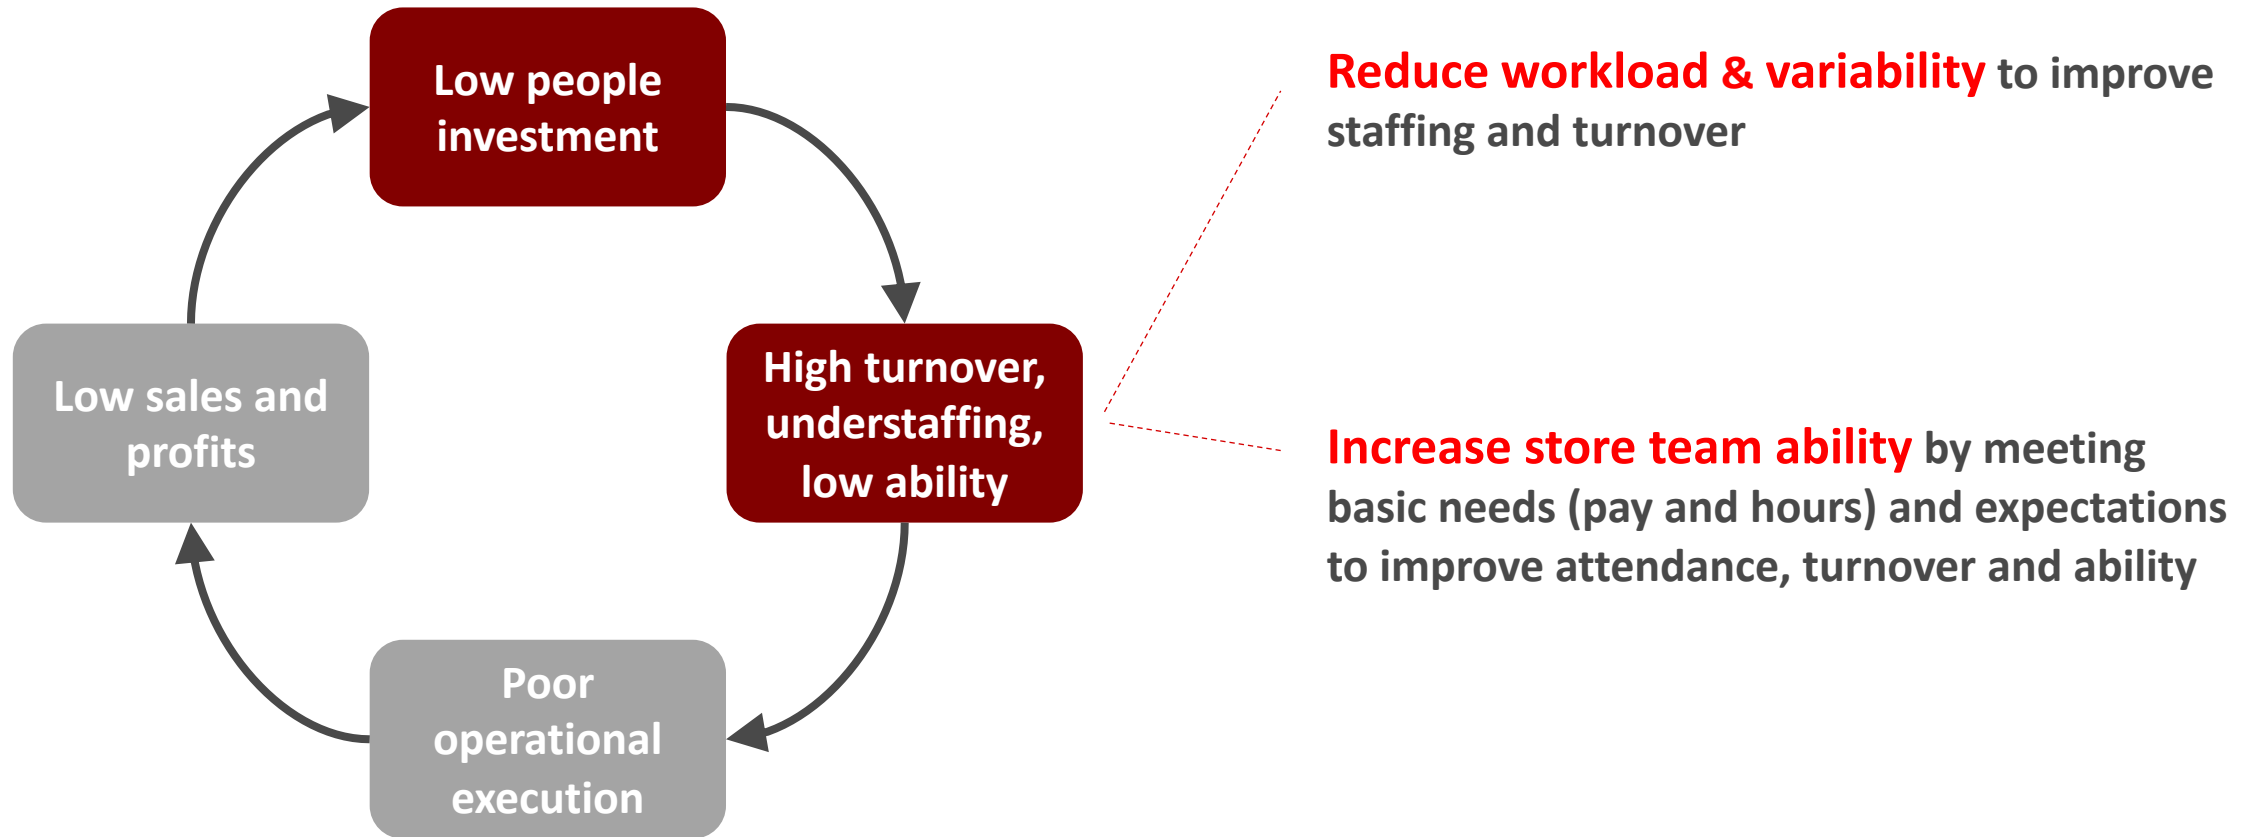 Low people
investment
High turnover,
understaffing,
low ability
Poor
operational
execution
Low sales and
profits
Reduce workload & variability to improve
staffing and turnover
Increase store team ability by meeting
basic needs (pay and hours) and expectations
to improve attendance, turnover and ability